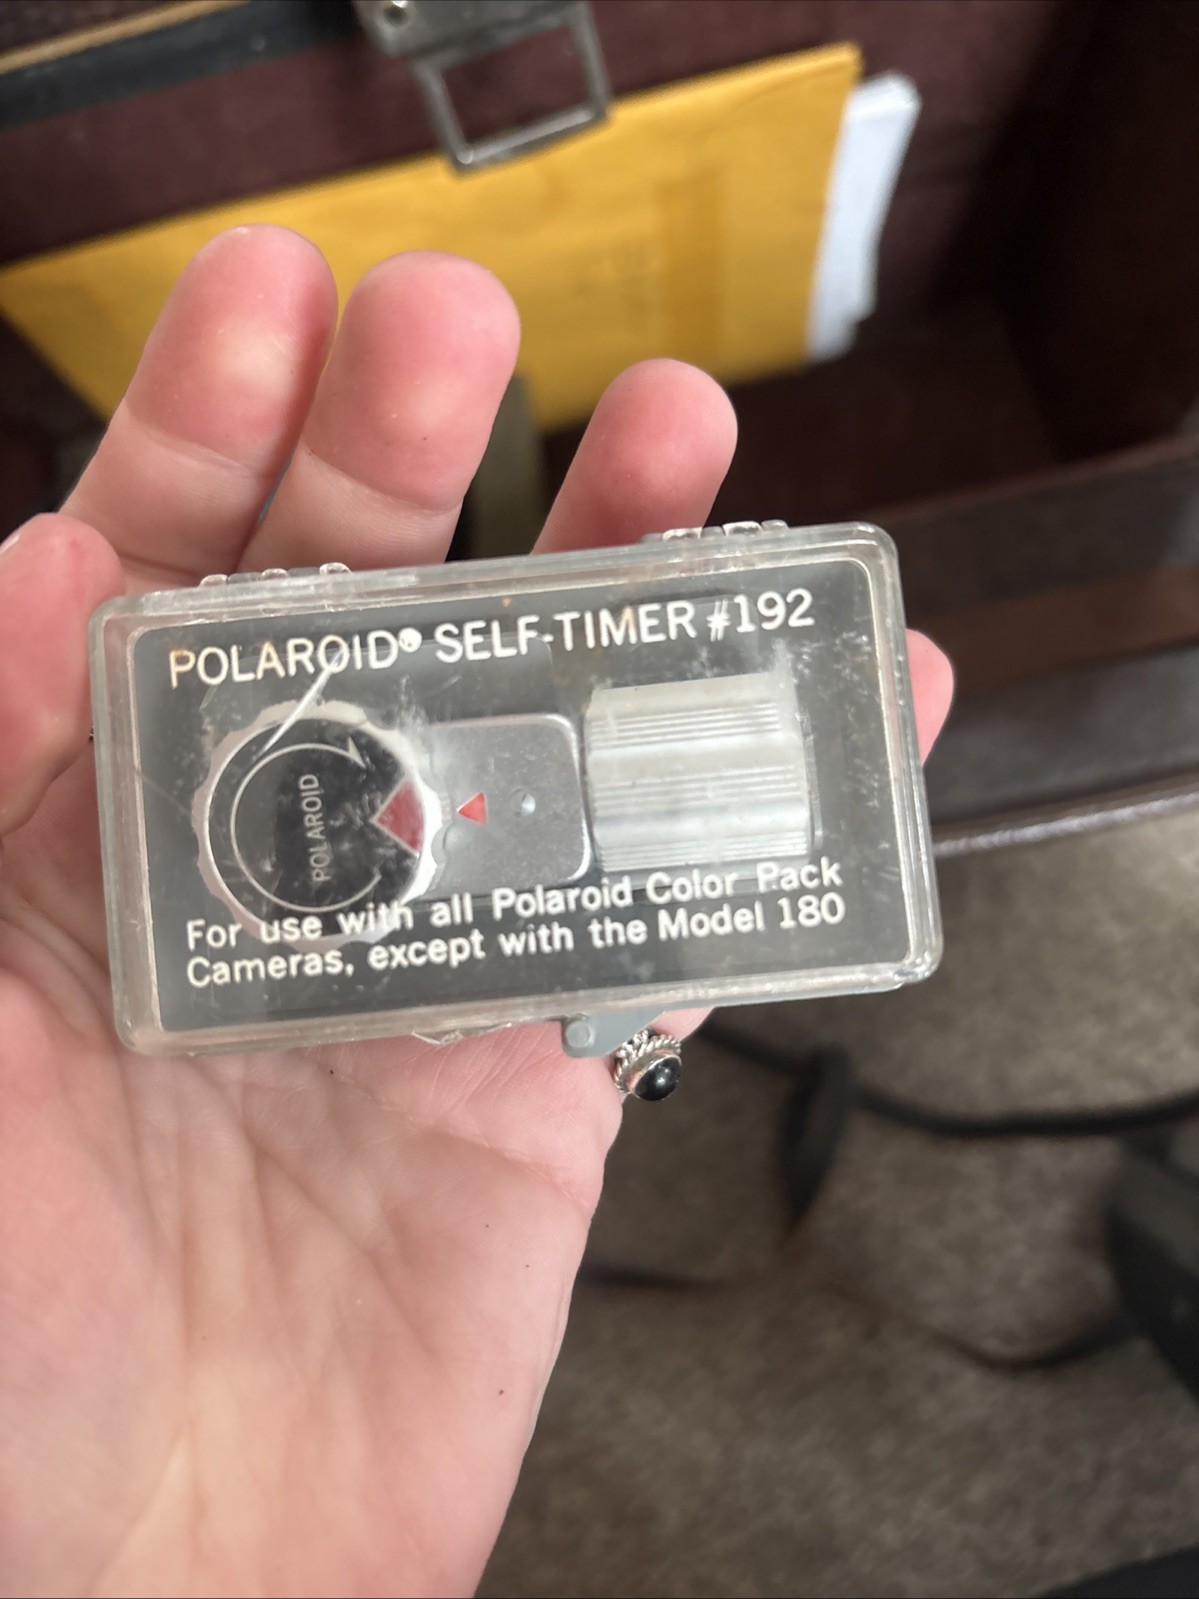 POLAROID® SELF-TIMER #192
POLAROID
For use with all Polaroid Color Pack
Cameras, except with the Model 180